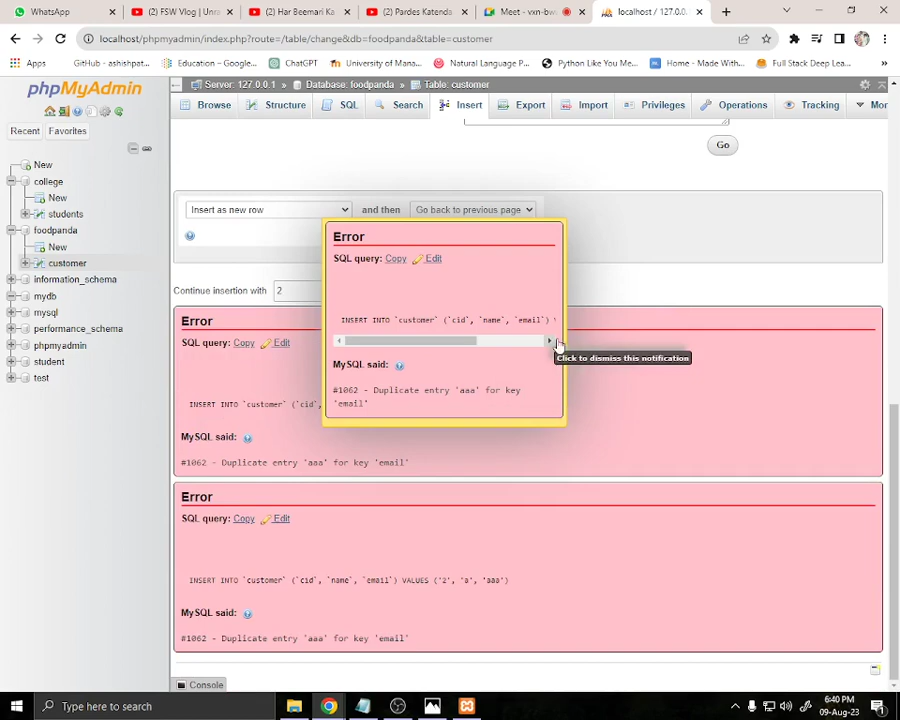 WhatsApp
(2) FSW Vlog | Unre
(2) Har Beemari Ka
(2) Pardes Katenda
Meet - vxn-bw
localhost / 127.0.0.
localhost/phpmyadmin/index.php?route=/table/change&db=foodpanda&table=customer
Apps
GitHub - ashishpat...
Education – Google...
ChatGPT
University of Mana...
Natural Language P...
Python Like You Me...
Home - Made With...
Full Stack Deep Lea...
phpMyAdmin
Recent
Favorites
New
college
New
students
foodpanda
New
customer
information_schema
mydb
mysql
performance_schema
phpmyadmin
student
test
Server: 127.0.0.1 » Database: foodpanda » Table: customer
Browse
Structure
SQL
Search
Insert
Export
Import
Privileges
Operations
Tracking
Mor
Go
Insert as new row
and then
Go back to previous page
Continue insertion with
2
Error
SQL query: Copy Edit
INSERT INTO `customer` (`cid`, `name`, `email`)
MySQL said:
#1062 - Duplicate entry 'aaa' for key
'email'
Click to dismiss this notification
Error
SQL query: Copy Edit
INSERT INTO `customer` (`cid`,
MySQL said:
#1062 - Duplicate entry 'aaa' for key 'email'
Error
SQL query: Copy Edit
INSERT INTO `customer` (`cid`, `name`, `email`) VALUES ('2', 'a', 'aaa')
MySQL said:
#1062 - Duplicate entry 'aaa' for key 'email'
Console
Type here to search
6:40 PM
09-Aug-23